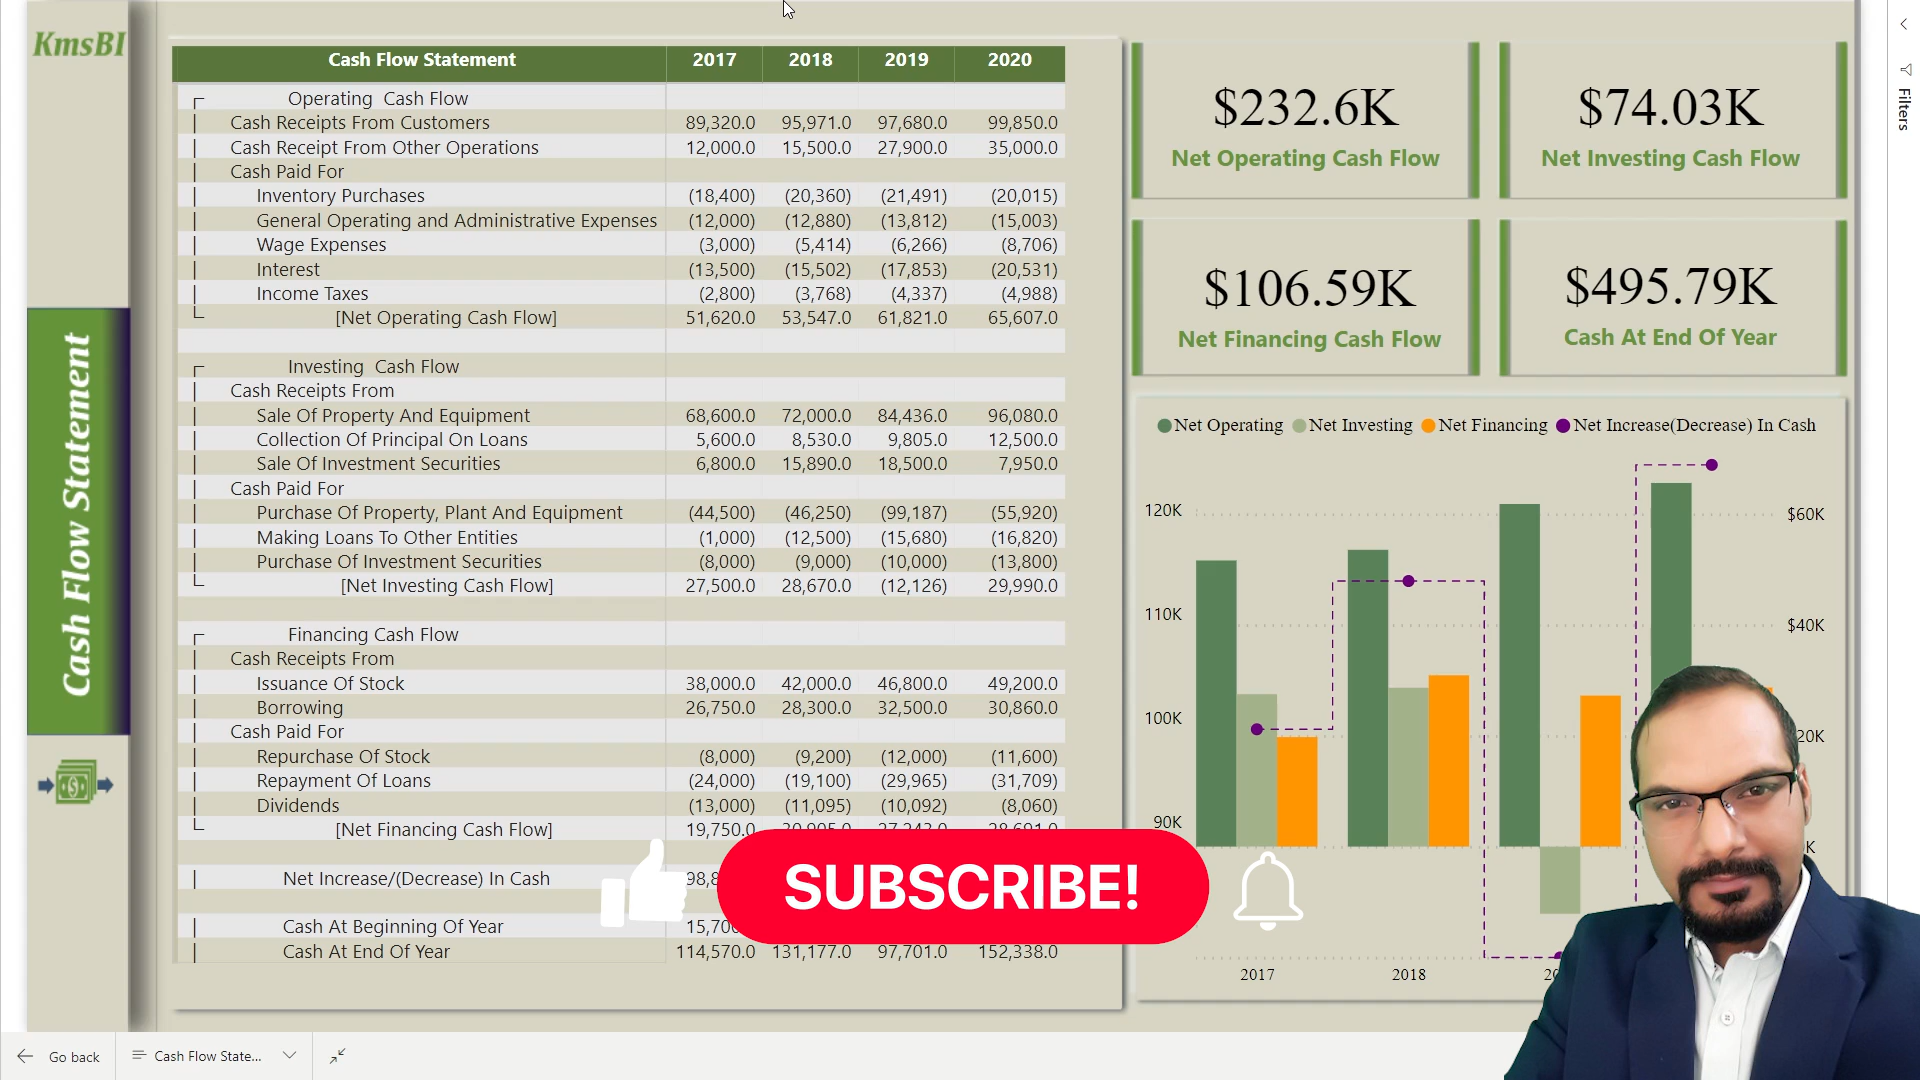 KmsBI
Cash Flow Statement 2017 2018 2019 2020
Operating Cash Flow
Cash Receipts From Customers 89,320.0 95,971.0 97,680.0 99,850.0
Cash Receipt From Other Operations 12,000.0 15,500.0 27,900.0 35,000.0
Cash Paid For
Inventory Purchases (18,400) (20,360) (21,491) (20,015)
General Operating and Administrative Expenses (12,000) (12,880) (13,812) (15,003)
Wage Expenses (3,000) (5,414) (6,266) (8,706)
Interest (13,500) (15,502) (17,853) (20,531)
Income Taxes (2,800) (3,768) (4,337) (4,988)
[Net Operating Cash Flow] 51,620.0 53,547.0 61,821.0 65,607.0
Investing Cash Flow
Cash Receipts From
Sale Of Property And Equipment 68,600.0 72,000.0 84,436.0 96,080.0
Collection Of Principal On Loans 5,600.0 8,530.0 9,805.0 12,500.0
Sale Of Investment Securities 6,800.0 15,890.0 18,500.0 7,950.0
Cash Paid For
Purchase Of Property, Plant And Equipment (44,500) (46,250) (99,187) (55,920)
Making Loans To Other Entities (1,000) (12,500) (15,680) (16,820)
Purchase Of Investment Securities (8,000) (9,000) (10,000) (13,800)
[Net Investing Cash Flow] 27,500.0 28,670.0 (12,126) 29,990.0
Financing Cash Flow
Cash Receipts From
Issuance Of Stock 38,000.0 42,000.0 46,800.0 49,200.0
Borrowing 26,750.0 28,300.0 32,500.0 30,860.0
Cash Paid For
Repurchase Of Stock (8,000) (9,200) (12,000) (11,600)
Repayment Of Loans (24,000) (19,100) (29,965) (31,709)
Dividends (13,000) (11,095) (10,092) (8,060)
[Net Financing Cash Flow] 19,750.0
Net Increase/(Decrease) In Cash
Cash At Beginning Of Year
Cash At End Of Year 114,570.0 131,177.0 97,701.0 152,338.0
SUBSCRIBE!
Cash Flow Statement
$232.6K
Net Operating Cash Flow
$74.03K
Net Investing Cash Flow
$106.59K
Net Financing Cash Flow
$495.79K
Cash At End Of Year
Net Operating Net Investing Net Financing Net Increase(Decrease) In Cash
120K
110K
100K
90K
$60K
$40K
20K
K
2017 2018
Filters
Go back
Cash Flow State...